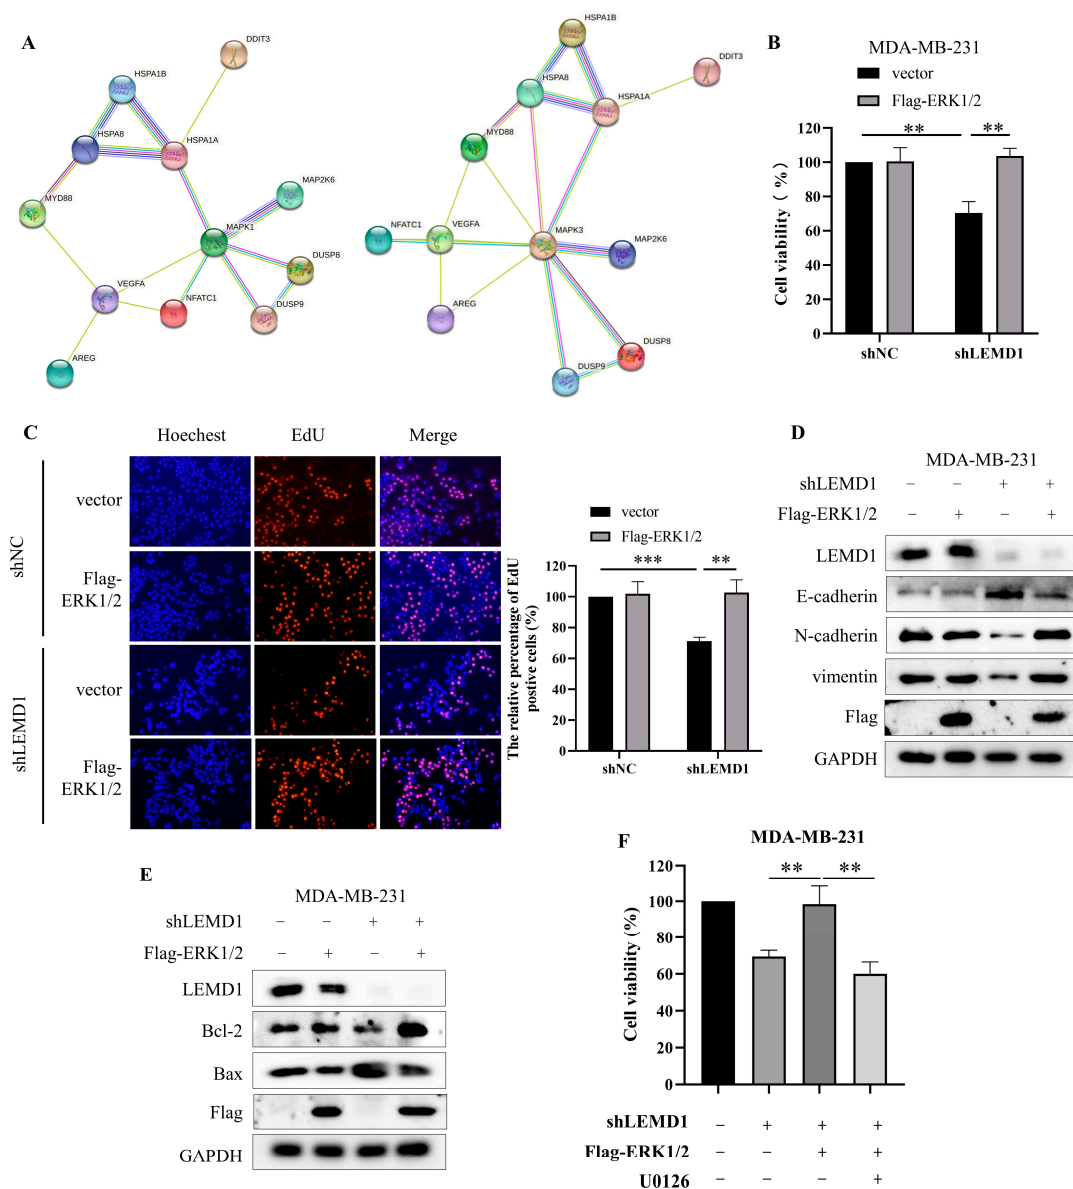 A
DDIT3
HSPA1B
HSPA8
HSPA1A
MYD88
MAP2K6
MAPK1
DUSP8
VEGFA
NFATC1
DUSP9
AREG
HSPA1B
DDIT3
HSPA8
HSPA1A
MYD88
NFATC1
VEGFA
MAPK3
MAP2K6
AREG
DUSP8
DUSP9
B
MDA-MB-231
vector
Flag-ERK1/2
** **
Cell viability ( %)
120
100
80
60
40
20
0
shNC shLEMD1
C
Hoechest EdU Merge
shNC
vector
Flag-
ERK1/2
shLEMD1
vector
Flag-
ERK1/2
vector
Flag-ERK1/2
*** **
The relative percentage of EdU
postive cells (%)
120
100
80
60
40
20
0
shNC shLEMD1
D
MDA-MB-231
shLEMD1 − − + +
Flag-ERK1/2 − + − +
LEMD1
E-cadherin
N-cadherin
vimentin
Flag
GAPDH
E
MDA-MB-231
shLEMD1 − − + +
Flag-ERK1/2 − + − +
LEMD1
Bcl-2
Bax
Flag
GAPDH
F
MDA-MB-231
** **
Cell viability (%)
120
100
80
60
40
20
0
shLEMD1 − + + +
Flag-ERK1/2 − − + +
U0126 − − − +